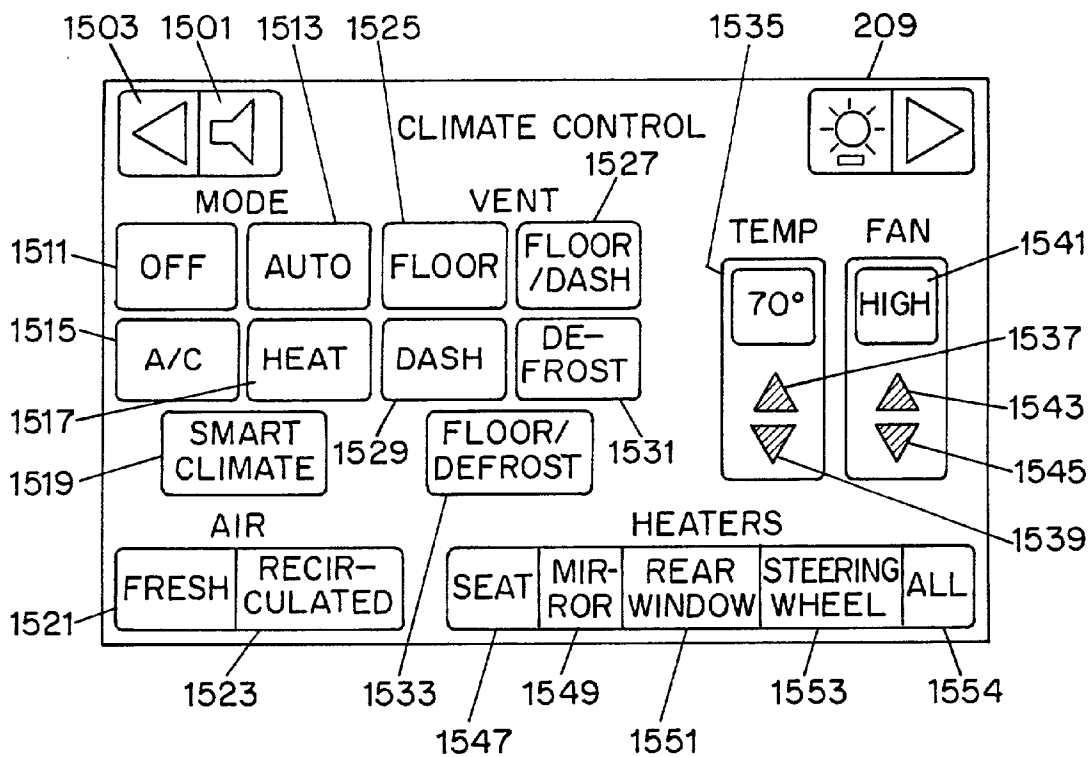 1503 1501 1513 1525 1535 209
CLIMATE CONTROL
1527
MODE VENT
TEMP FAN
1511 OFF AUTO FLOOR FLOOR
/DASH
70° HIGH 1541
1515 A/C HEAT DASH DE-
FROST
1537
1517 1543
SMART
CLIMATE
1529 FLOOR/
DEFROST
1531 1545
1519
1539
AIR HEATERS
FRESH RECIR-
CULATED
SEAT MIR-
ROR
REAR
WINDOW
STEERING
WHEEL
ALL
1521
1523 1533 1549 1553 1554
1547 1551